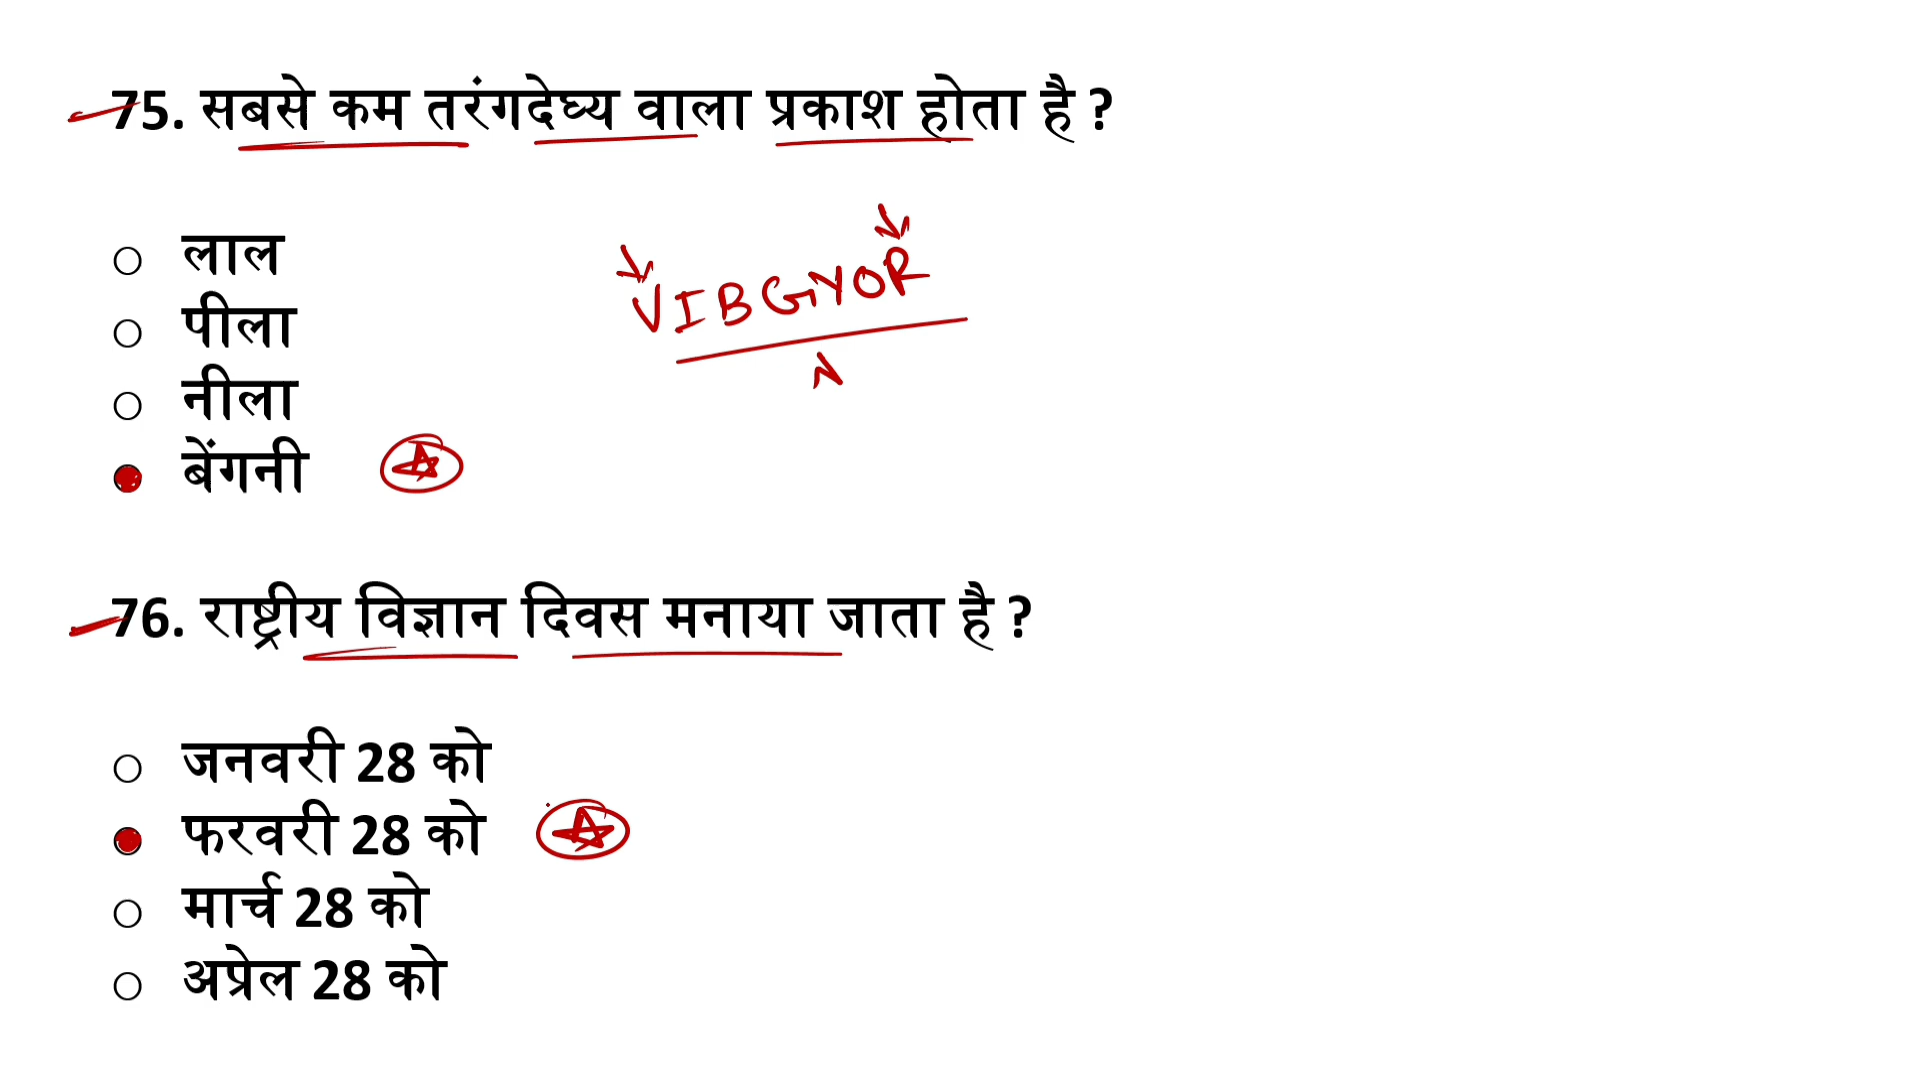 75. सबसे कम तरंगदेघ्य वाला प्रकाश होता है ?
लाल
VIBGYOR
पीला
नीला
बेंगनी
76. राष्ट्रीय विज्ञान दिवस मनाया जाता है ?
जनवरी 28 को
फरवरी 28 को
मार्च 28 को
अप्रेल 28 को